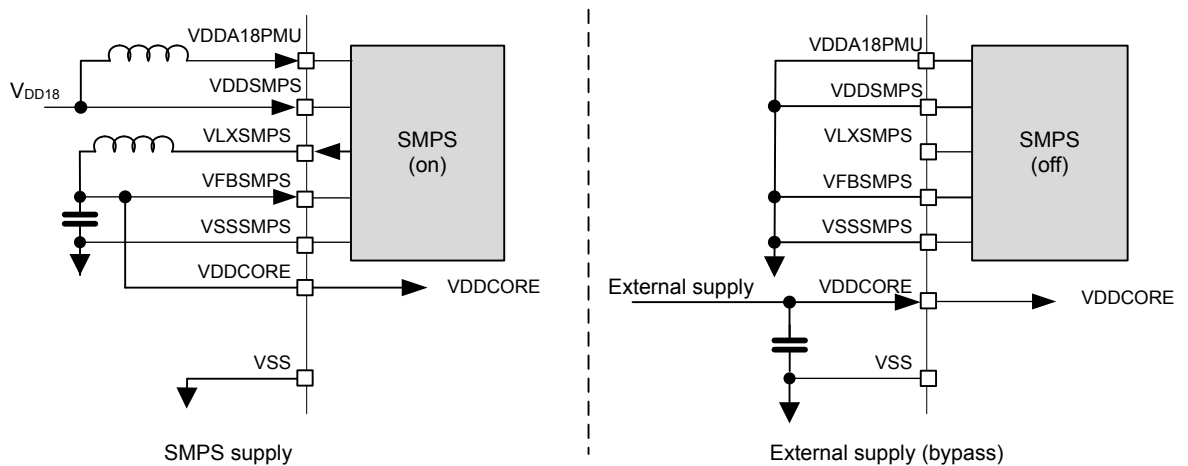 VDDA18PMU
VDD18
VDDSMPS
VLXSMPS
VFBSMPS
VSSSMPS
VDDCORE
VDDCORE
VSS
SMPS
(on)
SMPS supply
VDDA18PMU
VDDSMPS
VLXSMPS
VFBSMPS
VSSSMPS
External supply
VDDCORE
VDDCORE
VSS
SMPS
(off)
External supply (bypass)